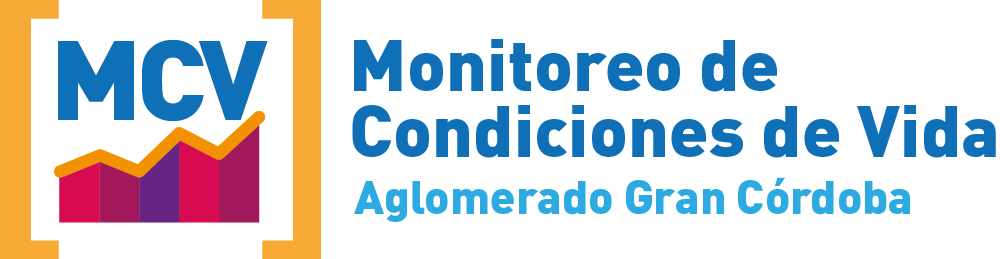 MCV
Monitoreo de
Condiciones de Vida
Aglomerado Gran Córdoba